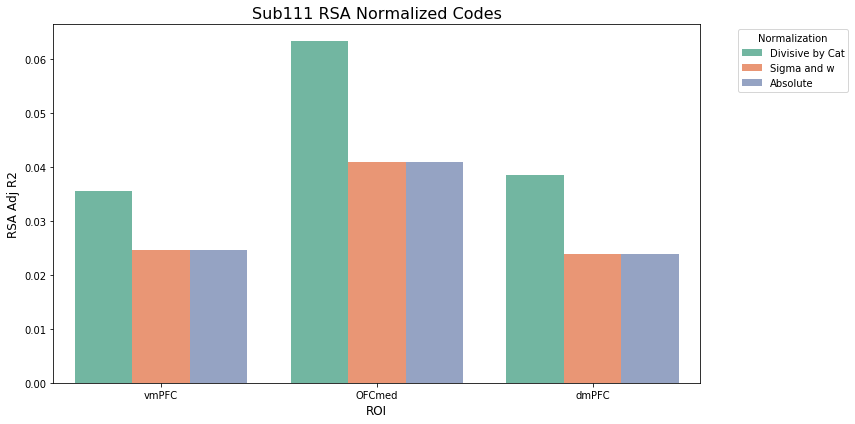 Sub111 RSA Normalized Codes
Normalization
Divisive by Cat
Sigma and w
Absolute
RSA Adj R2
0.06
0.05
0.04
0.03
0.02
0.01
0.00
vmPFC OFCmed dmPFC
ROI